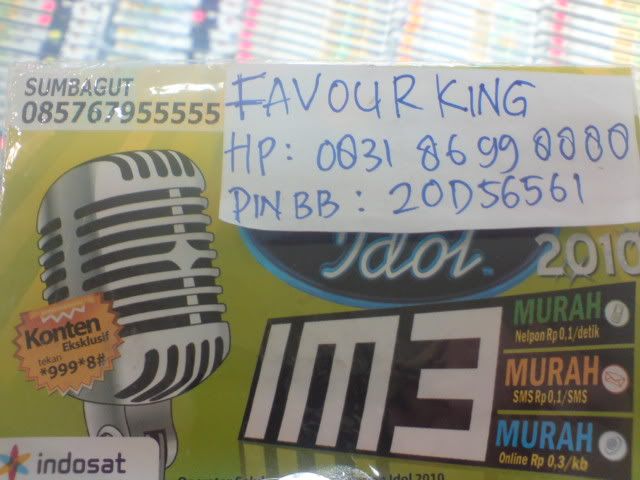 SUMBAGUT
085767955555
FAVOUR KING
HP: 0831 8699 0000
PIN BB : 20D56561
Idol
2010
Konten
Eksklusif
tekan
*999*8#
IM3
MURAH
Nelpon Rp 0,1/detik
MURAH
SMS Rp 0,1/SMS
MURAH
Online Rp 0,3/kb
indosat
Idol 2010